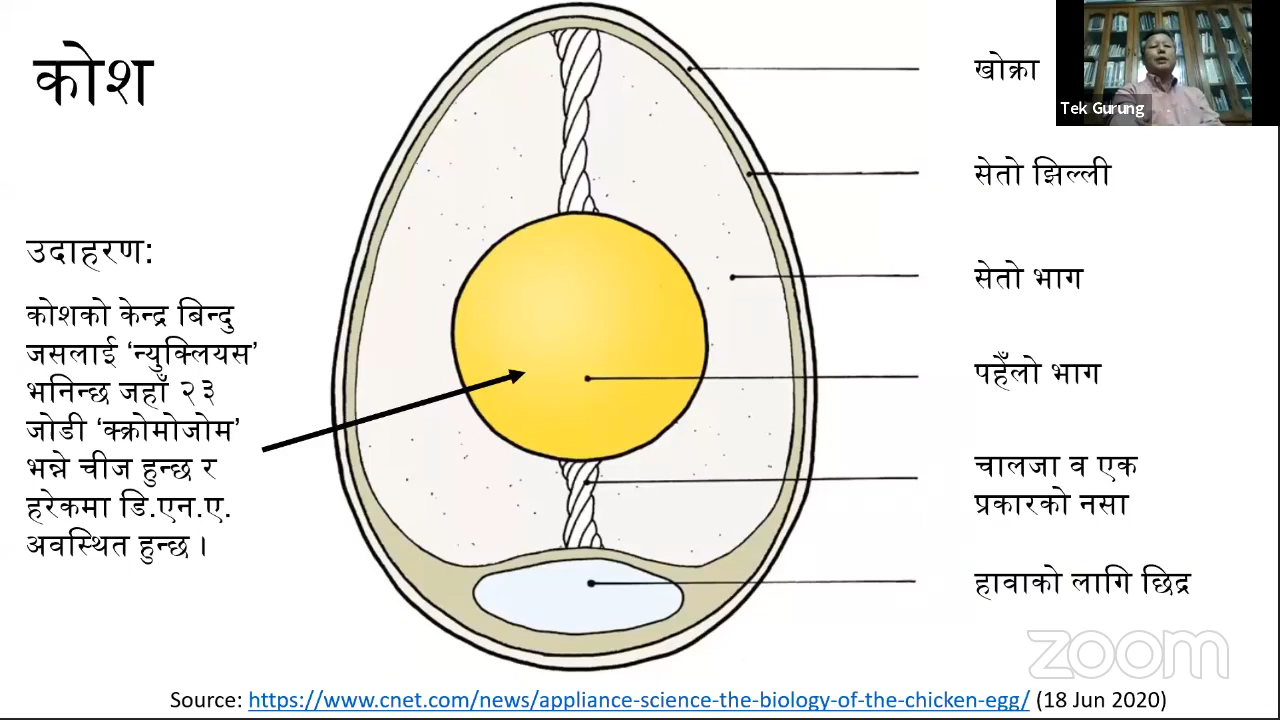 कोश
उदाहरण:
कोशको केन्द्र बिन्दु
जसलाई ‘न्युक्लियस’
भनिन्छ जहाँ २३
जोडी ‘क्क्रोमोजोम’
भन्ने चीज हुन्छ र
हरेकमा डि.एन.ए.
अवस्थित हुन्छ ।
खोक्रा
सेतो झिल्ली
सेतो भाग
पहेँलो भाग
चालजा व एक
प्रकारको नसा
हावाको लागि छिद्र
Tek Gurung
zoom
Source: https://www.cnet.com/news/appliance-science-the-biology-of-the-chicken-egg/ (18 Jun 2020)